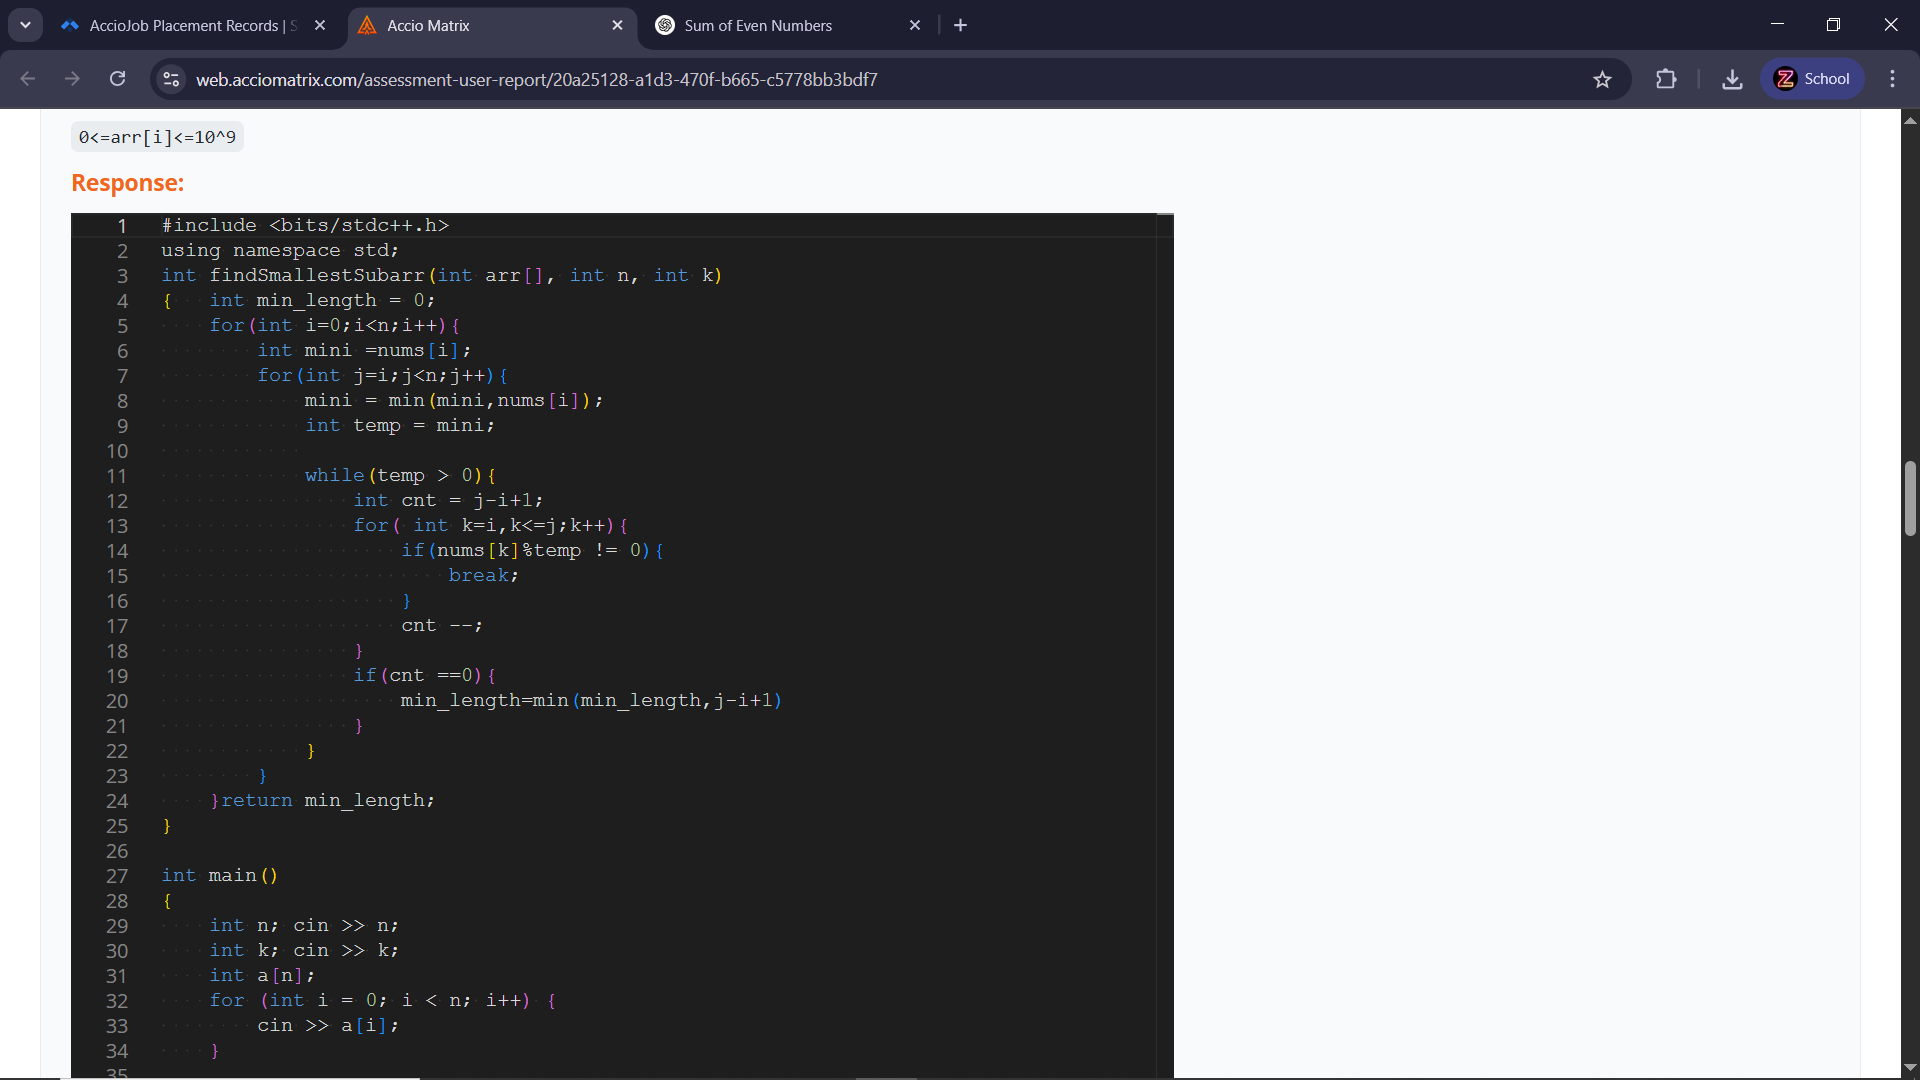 AccioJob Placement Records | S
Accio Matrix
Sum of Even Numbers
web.acciomatrix.com/assessment-user-report/20a25128-a1d3-470f-b665-c5778bb3bdf7
School
0<=arr[i]<=10^9
Response:
1 #include <bits/stdc++.h>
2 using namespace std;
3 int findSmallestSubarr(int arr[], int n, int k)
4 {   int min_length = 0;
5     for(int i=0;i<n;i++){
6         int mini =nums[i];
7         for(int j=i;j<n;j++){
8             mini = min(mini,nums[i]);
9             int temp = mini;
10
11             while(temp > 0){
12                 int cnt = j-i+1;
13                 for( int k=i,k<=j;k++){
14                     if(nums[k]%temp != 0){
15                         break;
16                     }
17                     cnt --;
18                 }
19                 if(cnt ==0){
20                     min_length=min(min_length,j-i+1)
21                 }
22             }
23         }
24     }return min_length;
25 }
26
27 int main()
28 {
29     int n; cin >> n;
30     int k; cin >> k;
31     int a[n];
32     for (int i = 0; i < n; i++) {
33         cin >> a[i];
34     }
35